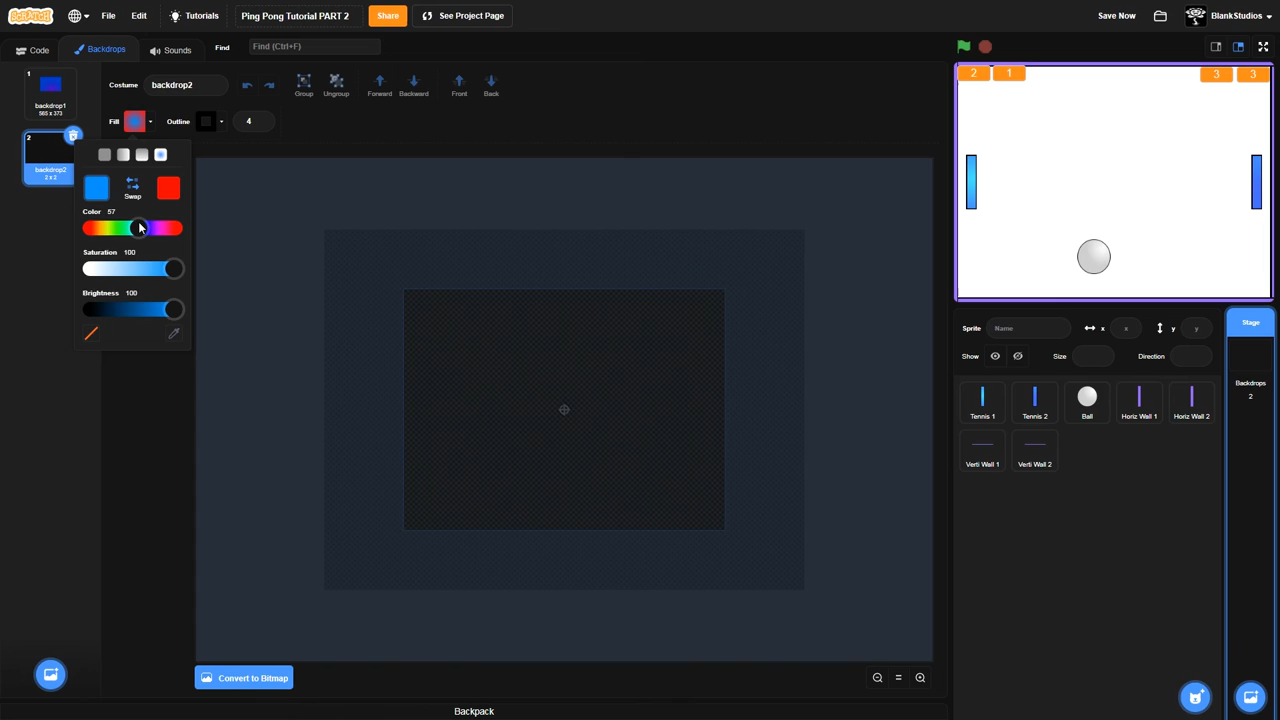 SCRATCH
File
Edit
Tutorials
Ping Pong Tutorial PART 2
Share
See Project Page
Save Now
BlankStudios
Code
Backdrops
Sounds
Find
Find (Ctrl+F)
1
backdrop1
565 x 373
2
backdrop2
2 x 2
Costume
backdrop2
Group
Ungroup
Forward
Backward
Front
Back
Fill
Outline
4
Swap
Color 57
Saturation 100
Brightness 100
2
1
3
3
Sprite
Name
x
x
y
y
Show
Size
Direction
Stage
Backdrops
2
Tennis 1
Tennis 2
Ball
Horiz Wall 1
Horiz Wall 2
Verti Wall 1
Verti Wall 2
Convert to Bitmap
Backpack